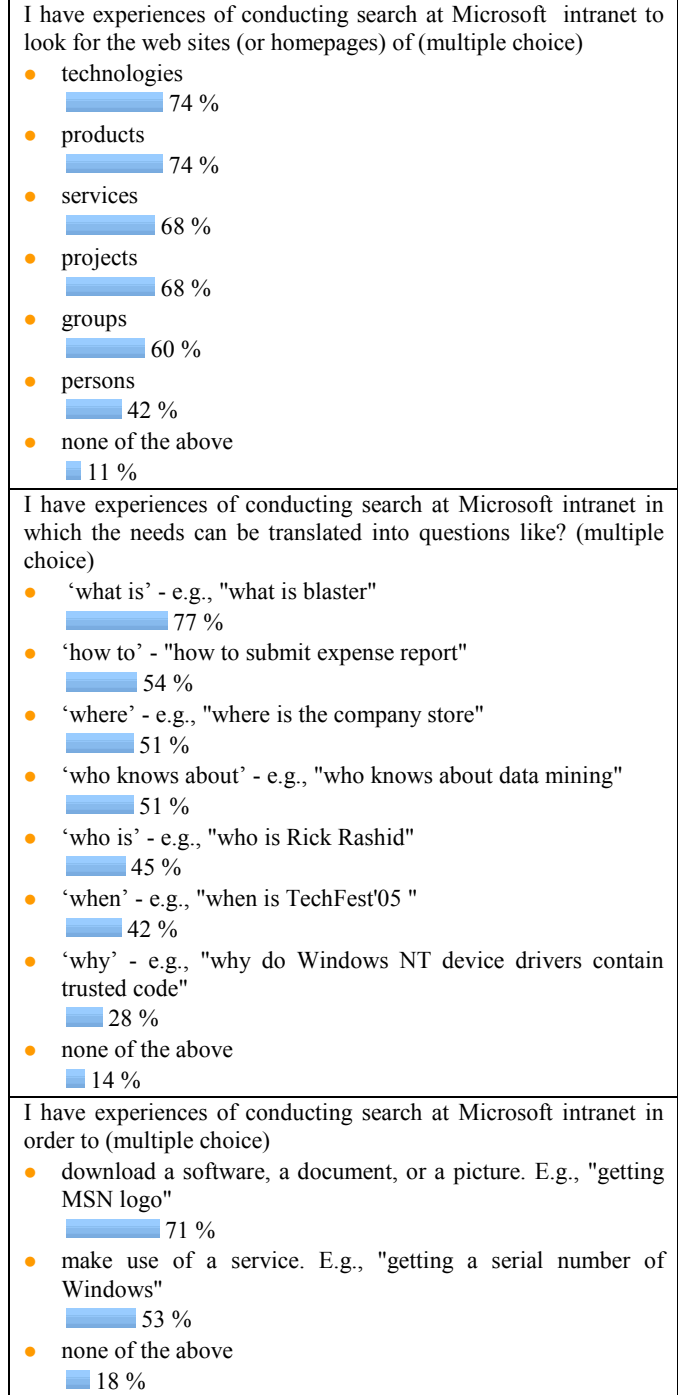 I have experiences of conducting search at Microsoft intranet to
look for the web sites (or homepages) of (multiple choice)
● technologies
74 %
● products
74 %
● services
68 %
● projects
68 %
● groups
60 %
● persons
42 %
● none of the above
11 %
I have experiences of conducting search at Microsoft intranet in
which the needs can be translated into questions like? (multiple
choice)
● ‘what is’ - e.g., "what is blaster"
77 %
● ‘how to’ - "how to submit expense report"
54 %
● ‘where’ - e.g., "where is the company store"
51 %
● ‘who knows about’ - e.g., "who knows about data mining"
51 %
● ‘who is’ - e.g., "who is Rick Rashid"
45 %
● ‘when’ - e.g., "when is TechFest'05 "
42 %
● ‘why’ - e.g., "why do Windows NT device drivers contain
trusted code"
28 %
● none of the above
14 %
I have experiences of conducting search at Microsoft intranet in
order to (multiple choice)
● download a software, a document, or a picture. E.g., "getting
MSN logo"
71 %
● make use of a service. E.g., "getting a serial number of
Windows"
53 %
● none of the above
18 %